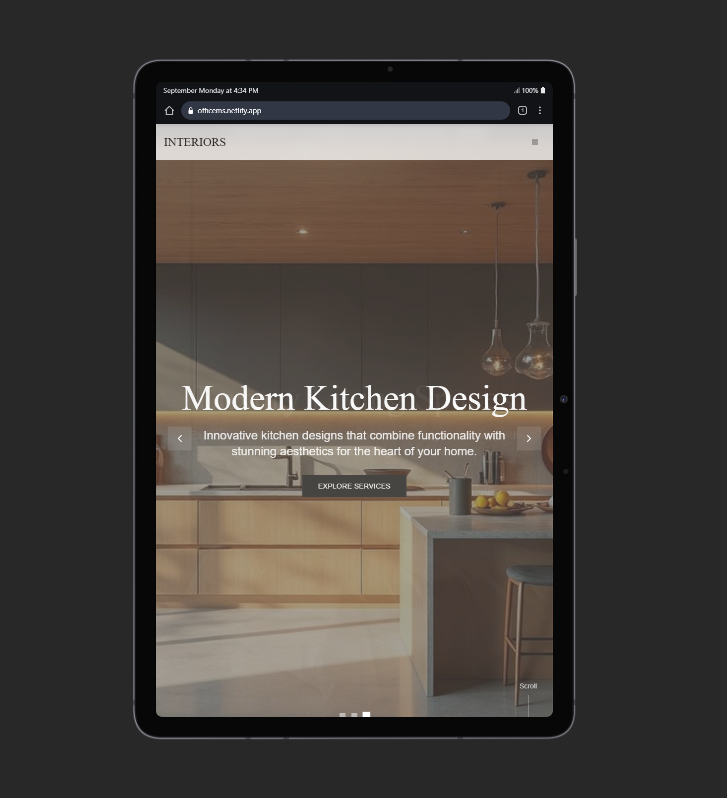 September Monday at 4:34 PM 100%
officems.netlify.app 1
INTERIORS
Modern Kitchen Design
Innovative kitchen designs that combine functionality with
stunning aesthetics for the heart of your home.
EXPLORE SERVICES
Scroll